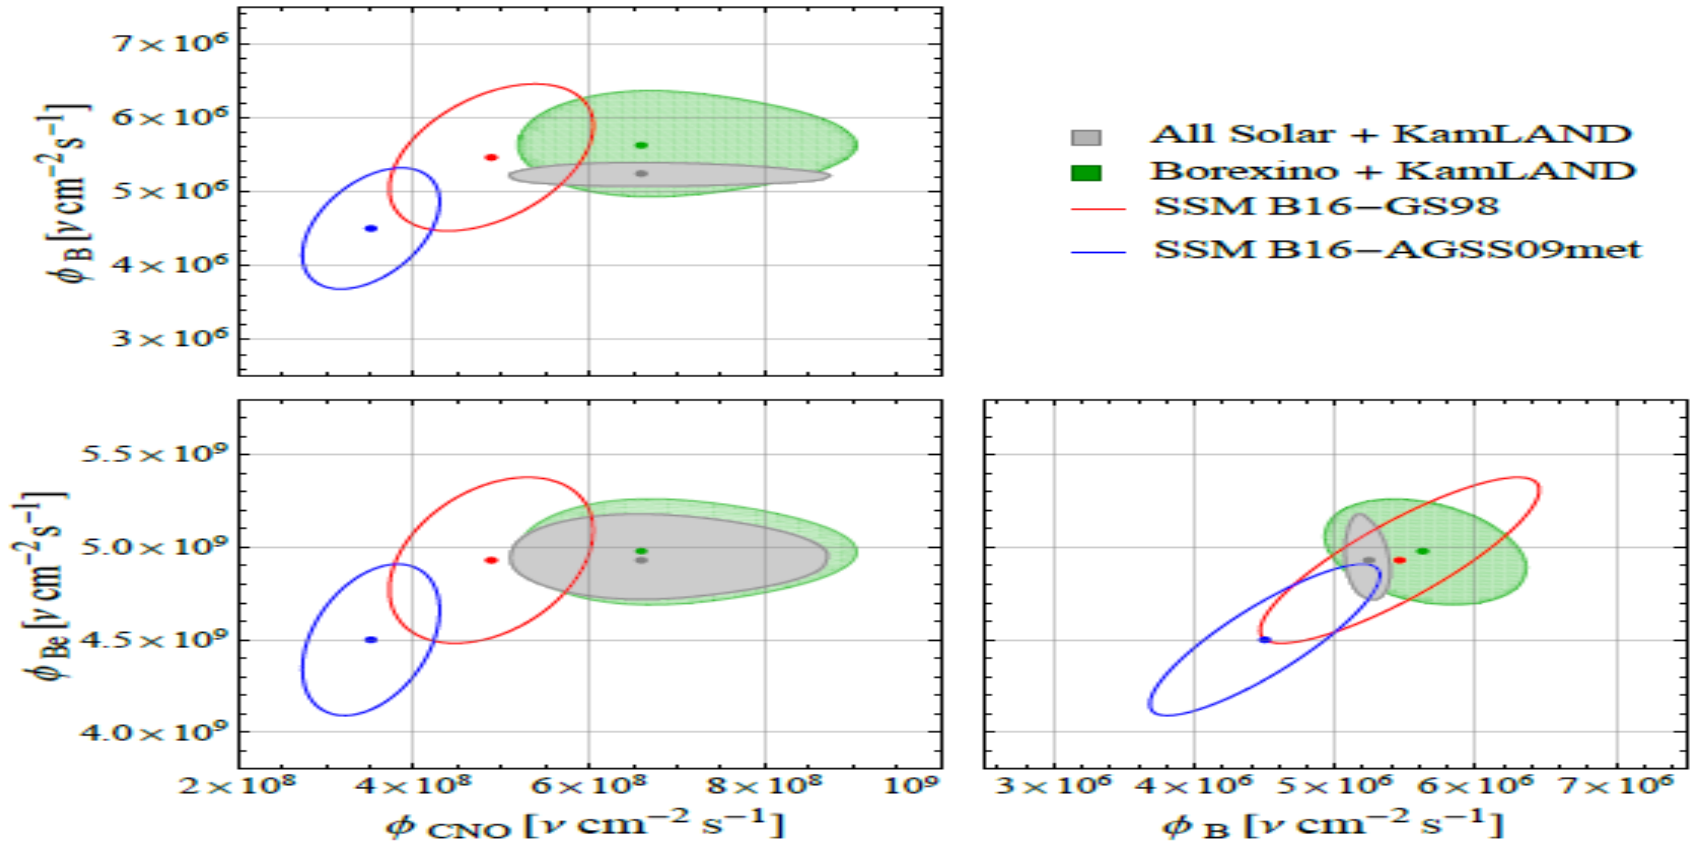 7 × 10⁶
6 × 10⁶
5 × 10⁶
4 × 10⁶
3 × 10⁶
ϕ B [ν cm⁻² s⁻¹]
All Solar + KamLAND
Borexino + KamLAND
SSM B16−GS98
SSM B16−AGSS09met
5.5 × 10⁹
5.0 × 10⁹
4.5 × 10⁹
4.0 × 10⁹
ϕ Be [ν cm⁻² s⁻¹]
2 × 10⁸ 4 × 10⁸ 6 × 10⁸ 8 × 10⁸ 10⁹
ϕ CNO [ν cm⁻² s⁻¹]
3 × 10⁶ 4 × 10⁶ 5 × 10⁶ 6 × 10⁶ 7 × 10⁶
ϕ B [ν cm⁻² s⁻¹]